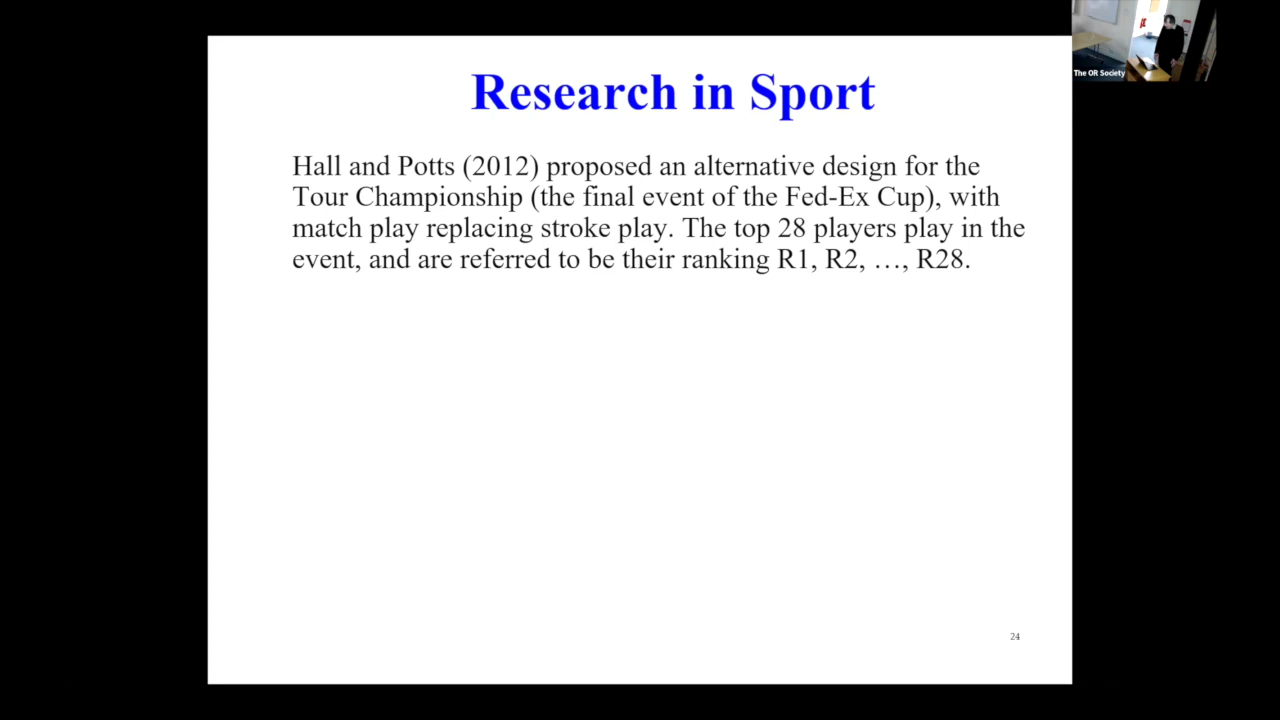 The OR Society
Research in Sport
Hall and Potts (2012) proposed an alternative design for the
Tour Championship (the final event of the Fed-Ex Cup), with
match play replacing stroke play. The top 28 players play in the
event, and are referred to be their ranking R1, R2, …, R28.
24